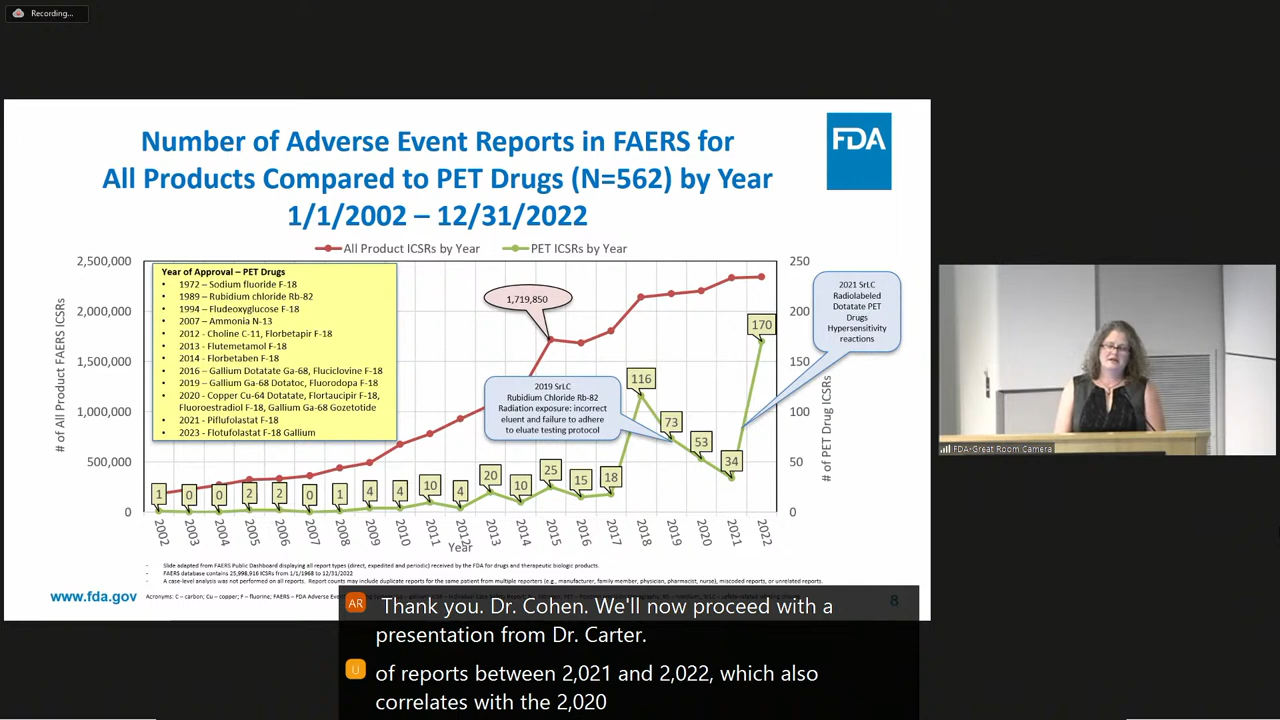 Recording...
Number of Adverse Event Reports in FAERS for
All Products Compared to PET Drugs (N=562) by Year
1/1/2002 – 12/31/2022
FDA
All Product ICSRs by Year
PET ICSRs by Year
# of All Product FAERS ICSRs
2,500,000
2,000,000
1,500,000
1,000,000
500,000
0
Year of Approval – PET Drugs
• 1972 – Sodium fluoride F-18
• 1989 – Rubidium chloride Rb-82
• 1994 – Fludeoxyglucose F-18
• 2007 – Ammonia N-13
• 2012 - Choline C-11, Florbetapir F-18
• 2013 - Flutemetamol F-18
• 2014 - Florbetaben F-18
• 2016 – Gallium Dotatate Ga-68, Fluciclovine F-18
• 2019 – Gallium Ga-68 Dotatoc, Fluorodopa F-18
• 2020 - Copper Cu-64 Dotatate, Flortaucipir F-18,
Fluoroestradiol F-18, Gallium Ga-68 Gozetotide
• 2021 - Piflufolastat F-18
• 2023 – Flotufolastat F-18 Gallium
1,719,850
2019 SrLC
Rubidium Chloride Rb-82
Radiation exposure: incorrect
eluent and failure to adhere
to eluate testing protocol
2021 SrLC
Radiolabeled
Dotatate PET
Drugs
Hypersensitivity
reactions
1 0 0 2 2 0 1 4 4 10 4 20 10 25 15 18 116 73 53 34 170
250
200
150
100
50
0
# of PET Drug ICSRs
2002 2003 2004 2005 2006 2007 2008 2009 2010 2011 2012 2013 2014 2015 2016 2017 2018 2019 2020 2021 2022
Year
- Slide adapted from FAERS Public Dashboard displaying all report types (direct, expedited and periodic) received by the FDA for drugs and therapeutic biologic products.
- FAERS database contains 25,998,916 ICSRs from 1/1/1968 to 12/31/2022
- A case-level analysis was not performed on all reports. Report counts may include duplicate reports for the same patient from multiple reporters (e.g., manufacturer, family member, physician, pharmacist, nurse), miscoded reports, or unrelated reports.
www.fda.gov
Acronyms: C – carbon; Cu – copper; F – fluorine; FAERS – FDA Adverse
8
FDA-Great Room Camera
AR
Thank you. Dr. Cohen. We'll now proceed with a
presentation from Dr. Carter.
U
of reports between 2,021 and 2,022, which also
correlates with the 2,020